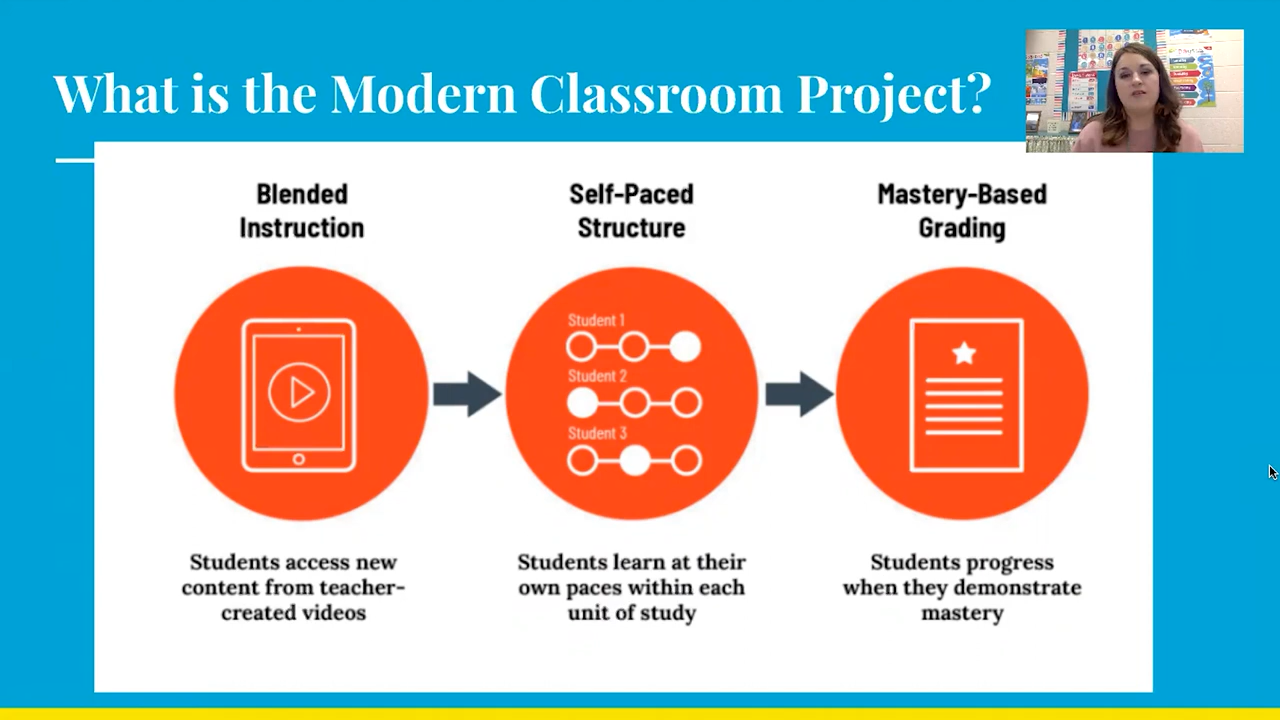 What is the Modern Classroom Project?
Blended
Instruction
Self-Paced
Structure
Mastery-Based
Grading
Student 1
Student 2
Student 3
Students access new
content from teacher-
created videos
Students learn at their
own paces within each
unit of study
Students progress
when they demonstrate
mastery